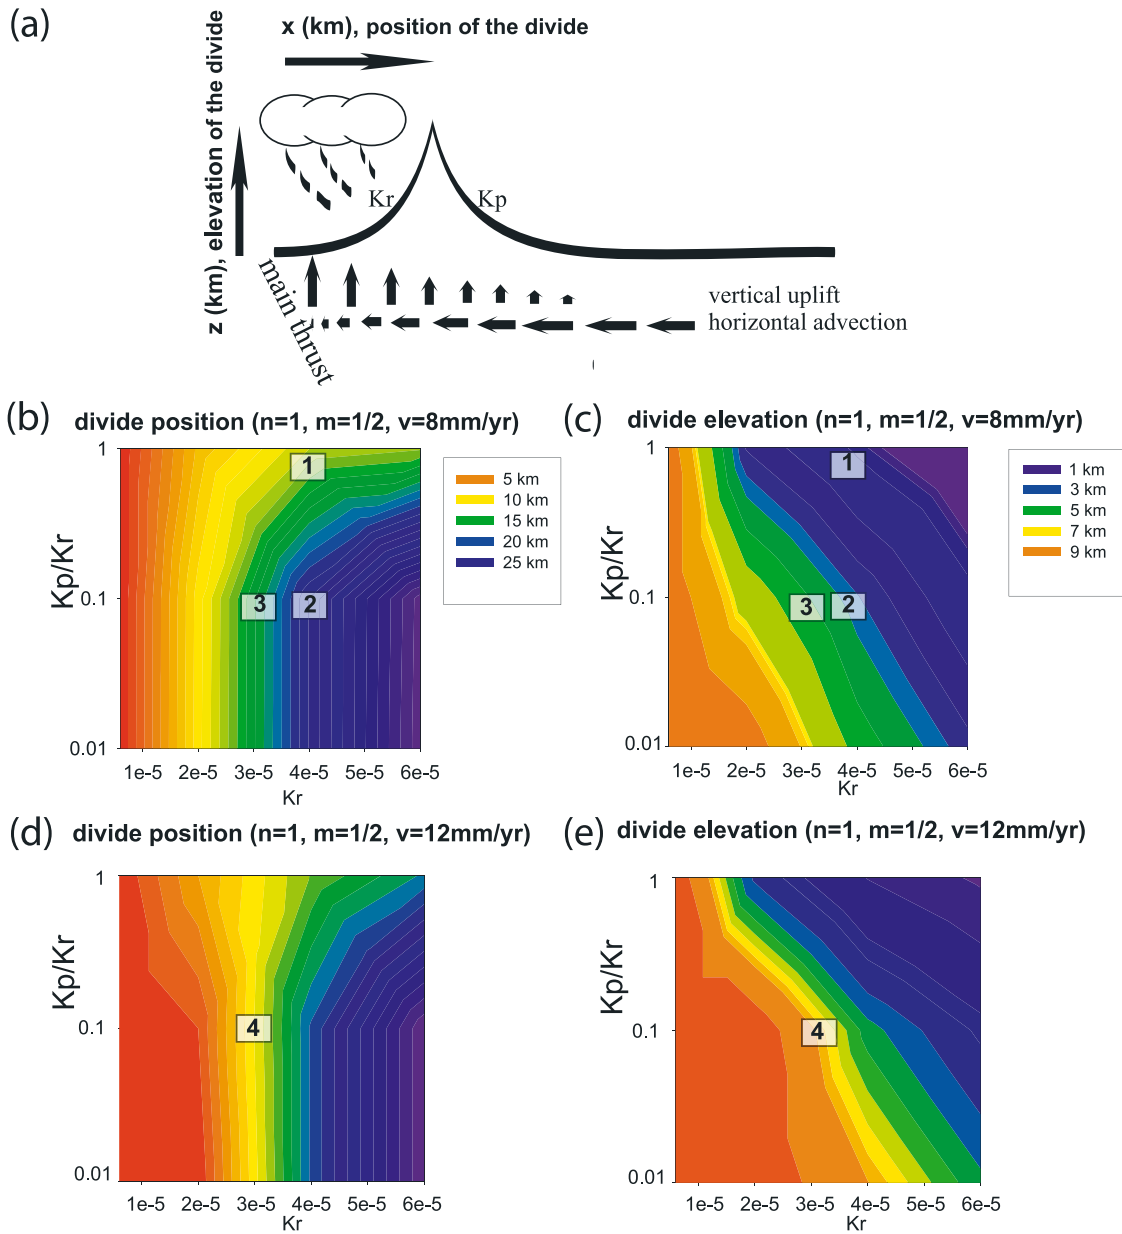 (a)
x (km), position of the divide
z (km), elevation of the divide
Kr
Kp
main thrust
vertical uplift
horizontal advection
(b)
divide position (n=1, m=1/2, v=8mm/yr)
1
0.1
0.01
Kp/Kr
1
3
2
1e-5 2e-5 3e-5 4e-5 5e-5 6e-5
Kr
5 km
10 km
15 km
20 km
25 km
(c)
divide elevation (n=1, m=1/2, v=8mm/yr)
1
0.1
0.01
Kp/Kr
1
3
2
1e-5 2e-5 3e-5 4e-5 5e-5 6e-5
Kr
1 km
3 km
5 km
7 km
9 km
(d)
divide position (n=1, m=1/2, v=12mm/yr)
1
0.1
0.01
Kp/Kr
4
1e-5 2e-5 3e-5 4e-5 5e-5 6e-5
Kr
(e)
divide elevation (n=1, m=1/2, v=12mm/yr)
1
0.1
0.01
Kp/Kr
4
1e-5 2e-5 3e-5 4e-5 5e-5 6e-5
Kr